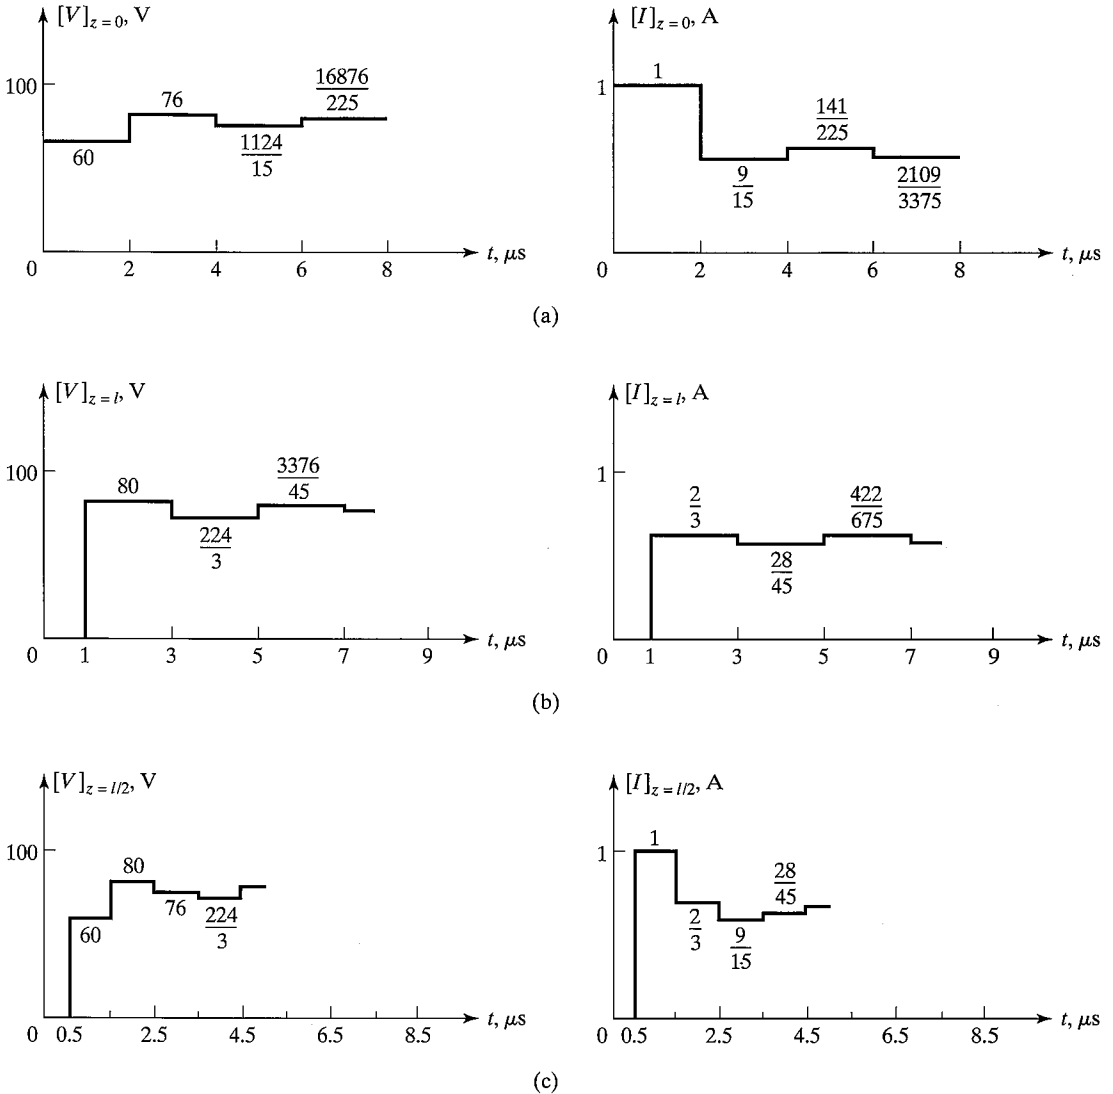 [V]z = 0, V
100
60
76
1124/15
16876/225
0 2 4 6 8 t, μs
[I]z = 0, A
1
1
9/15
141/225
2109/3375
0 2 4 6 8 t, μs
(a)
[V]z = l, V
100
80
224/3
3376/45
0 1 3 5 7 9 t, μs
[I]z = l, A
1
2/3
28/45
422/675
0 1 3 5 7 9 t, μs
(b)
[V]z = l/2, V
100
60
80
76
224/3
0 0.5 2.5 4.5 6.5 8.5 t, μs
[I]z = l/2, A
1
1
2/3
9/15
28/45
0 0.5 2.5 4.5 6.5 8.5 t, μs
(c)